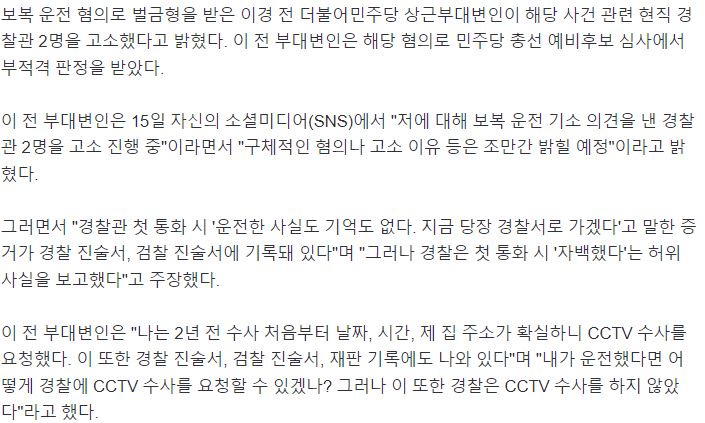 보복 운전 혐의로 벌금형을 받은 이경 전 더불어민주당 상근부대변인이 해당 사건 관련 현직 경
찰관 2명을 고소했다고 밝혔다. 이 전 부대변인은 해당 혐의로 민주당 총선 예비후보 심사에서
부적격 판정을 받았다.
이 전 부대변인은 15일 자신의 소셜미디어(SNS)에서 "저에 대해 보복 운전 기소 의견을 낸 경찰
관 2명을 고소 진행 중"이라면서 "구체적인 혐의나 고소 이유 등은 조만간 밝힐 예정"이라고 밝
혔다.
그러면서 "경찰관 첫 통화 시 '운전한 사실도 기억도 없다. 지금 당장 경찰서로 가겠다'고 말한 증
거가 경찰 진술서, 검찰 진술서에 기록돼 있다"며 "그러나 경찰은 첫 통화 시 '자백했다'는 허위
사실을 보고했다"고 주장했다.
이 전 부대변인은 "나는 2년 전 수사 처음부터 날짜, 시간, 제 집 주소가 확실하니 CCTV 수사를
요청했다. 이 또한 경찰 진술서, 검찰 진술서, 재판 기록에도 나와 있다"며 "내가 운전했다면 어
떻게 경찰에 CCTV 수사를 요청할 수 있겠나? 그러나 이 또한 경찰은 CCTV 수사를 하지 않았
다"라고 했다.